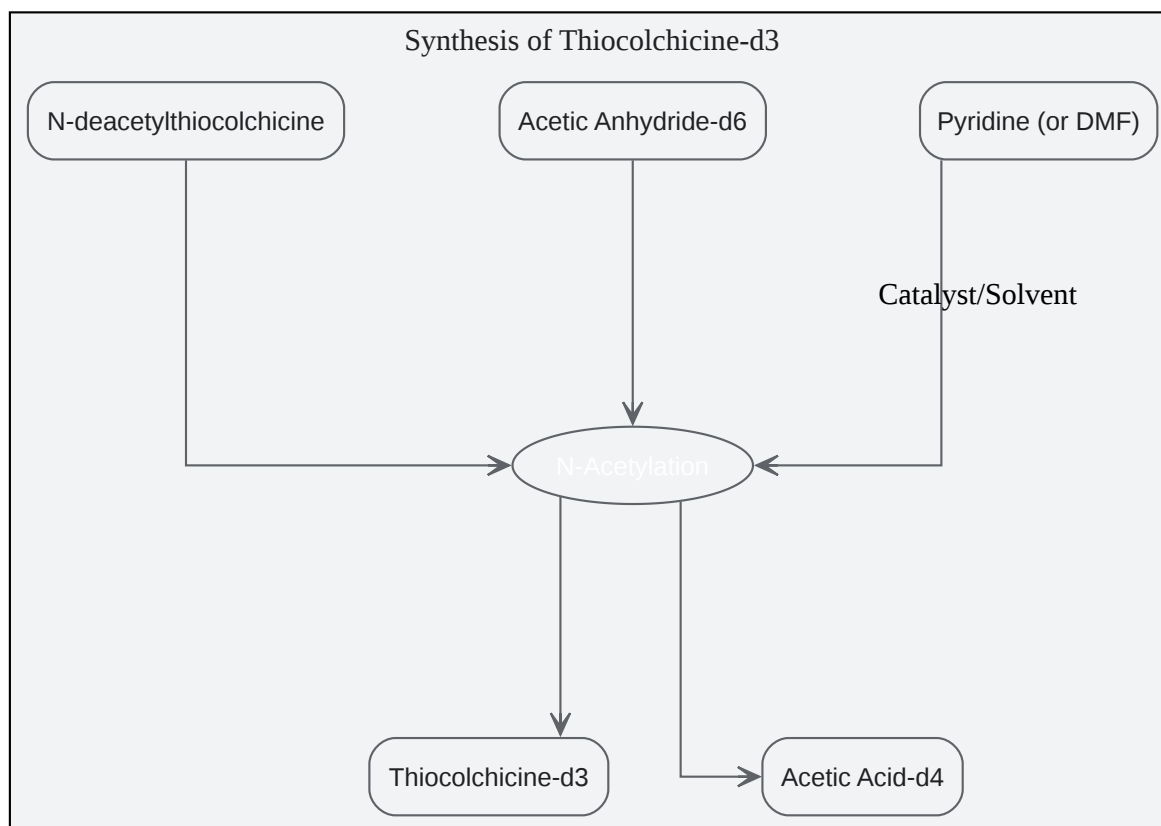 Synthesis of Thiocolchicine-d3
N-deacetylthiocolchicine
Acetic Anhydride-d6
Pyridine (or DMF)
Catalyst/Solvent
N-Acetylation
Thiocolchicine-d3
Acetic Acid-d4